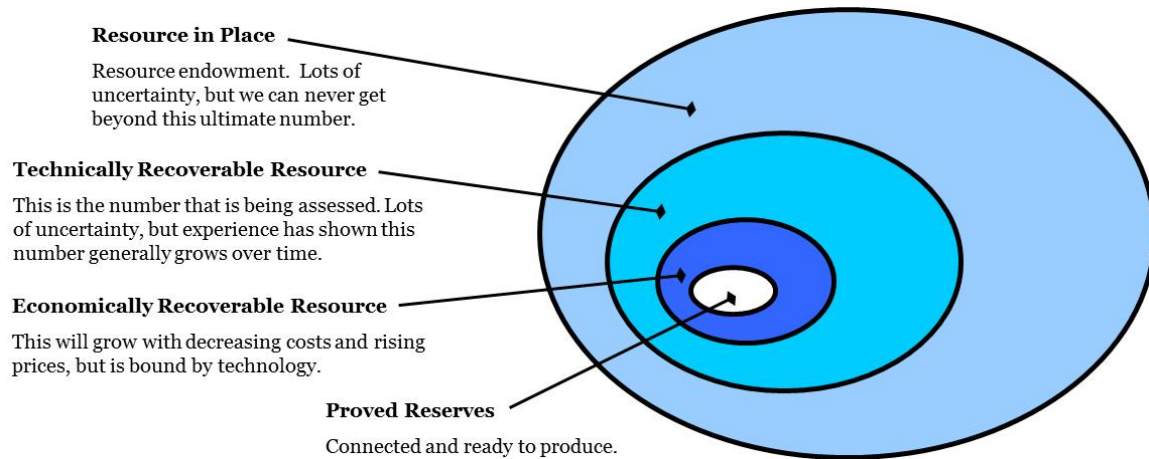 Resource in Place
Resource endowment. Lots of
uncertainty, but we can never get
beyond this ultimate number.
Technically Recoverable Resource
This is the number that is being assessed. Lots
of uncertainty, but experience has shown this
number generally grows over time.
Economically Recoverable Resource
This will grow with decreasing costs and rising
prices, but is bound by technology.
Proved Reserves
Connected and ready to produce.